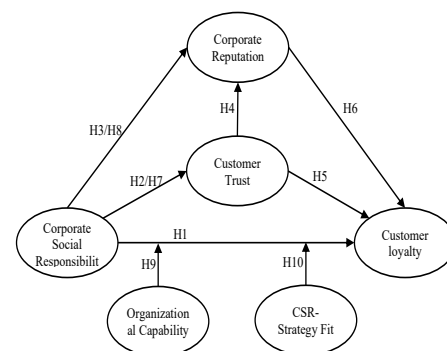 Corporate
Reputation
H3/H8
H4
H6
H2/H7
Customer
Trust
H5
Corporate
Social
Responsibilit
H1
Customer
loyalty
H9
H10
Organization
al Capability
CSR-
Strategy Fit